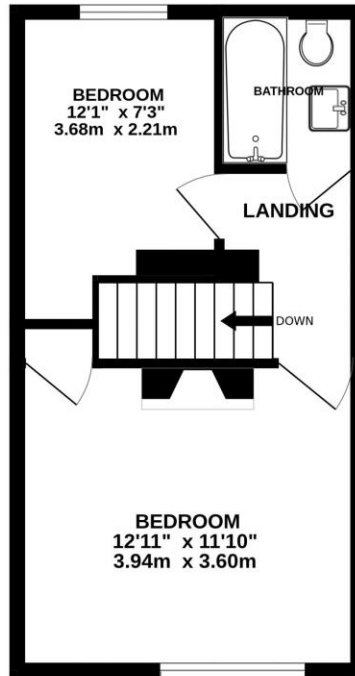 BEDROOM
12'1" x 7'3"
3.68m x 2.21m
BATHROOM
LANDING
DOWN
BEDROOM
12'11" x 11'10"
3.94m x 3.60m